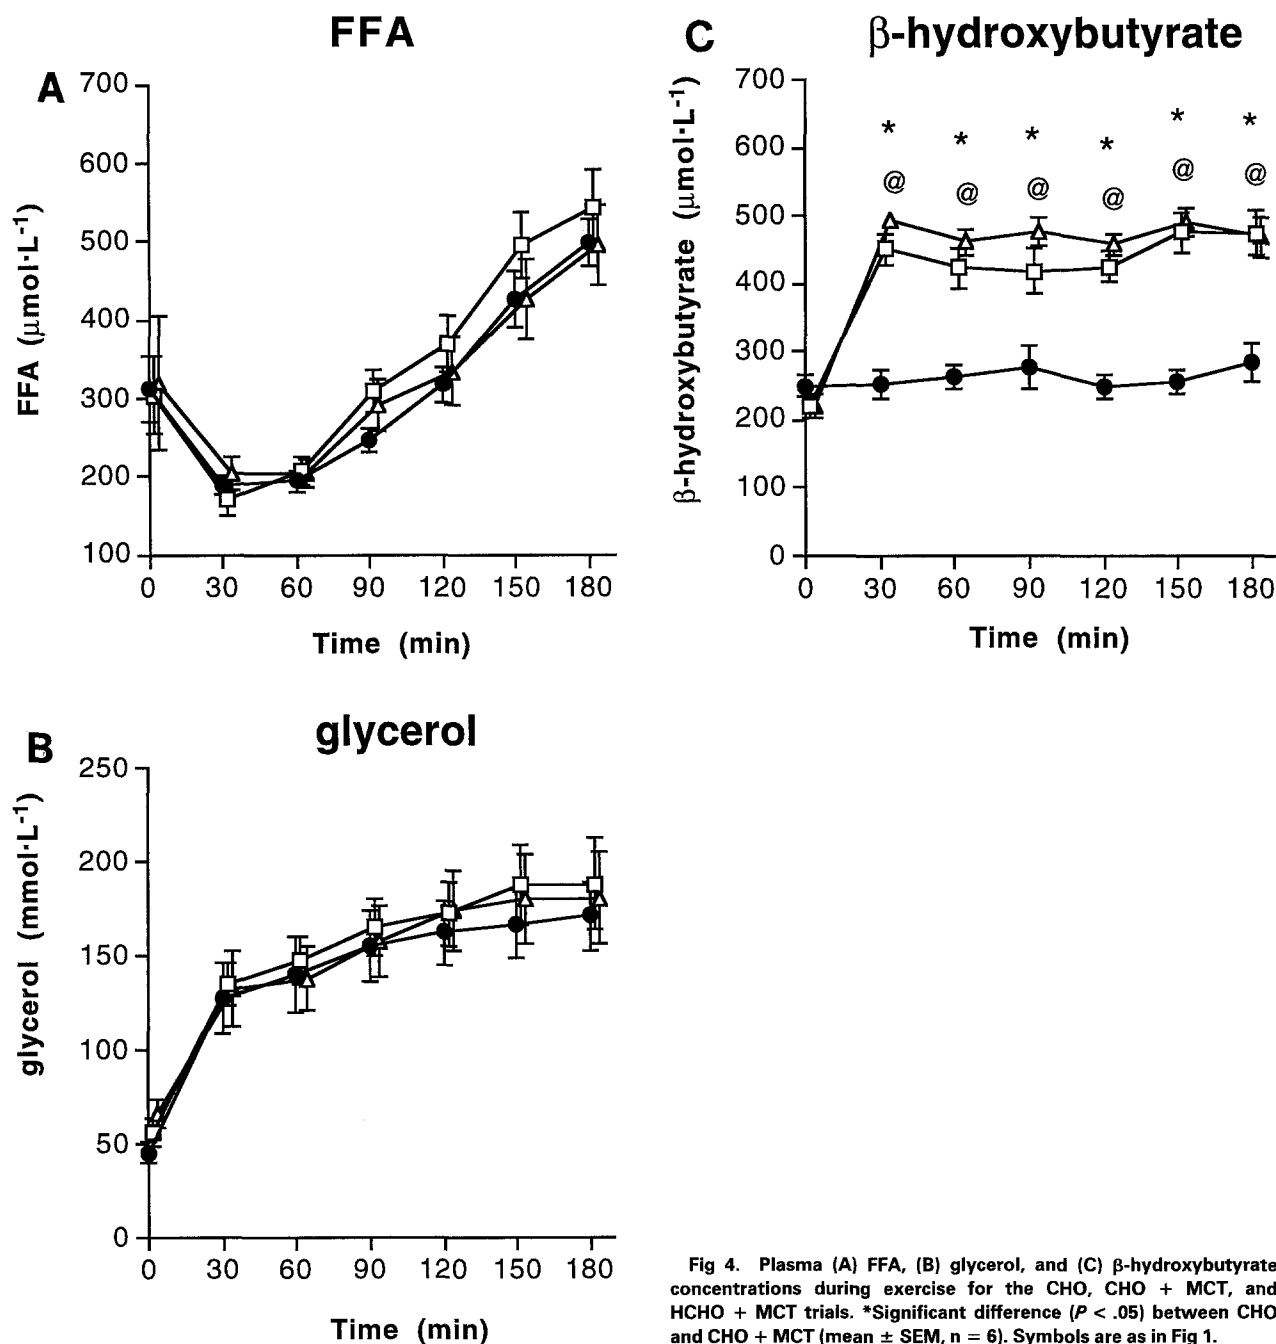 FFA
A
700
600
500
400
300
200
100
FFA (µmol·L⁻¹)
0 30 60 90 120 150 180
Time (min)
B
glycerol
250
200
150
100
50
0
glycerol (mmol·L⁻¹)
0 30 60 90 120 150 180
Time (min)
C
β-hydroxybutyrate
700
600
500
400
300
200
100
0
β-hydroxybutyrate (µmol·L⁻¹)
* * * * * *
@ @ @ @ @ @
0 30 60 90 120 150 180
Time (min)
Fig 4. Plasma (A) FFA, (B) glycerol, and (C) β-hydroxybutyrate
concentrations during exercise for the CHO, CHO + MCT, and
HCHO + MCT trials. *Significant difference (P < .05) between CHO
and CHO + MCT (mean ± SEM, n = 6). Symbols are as in Fig 1.